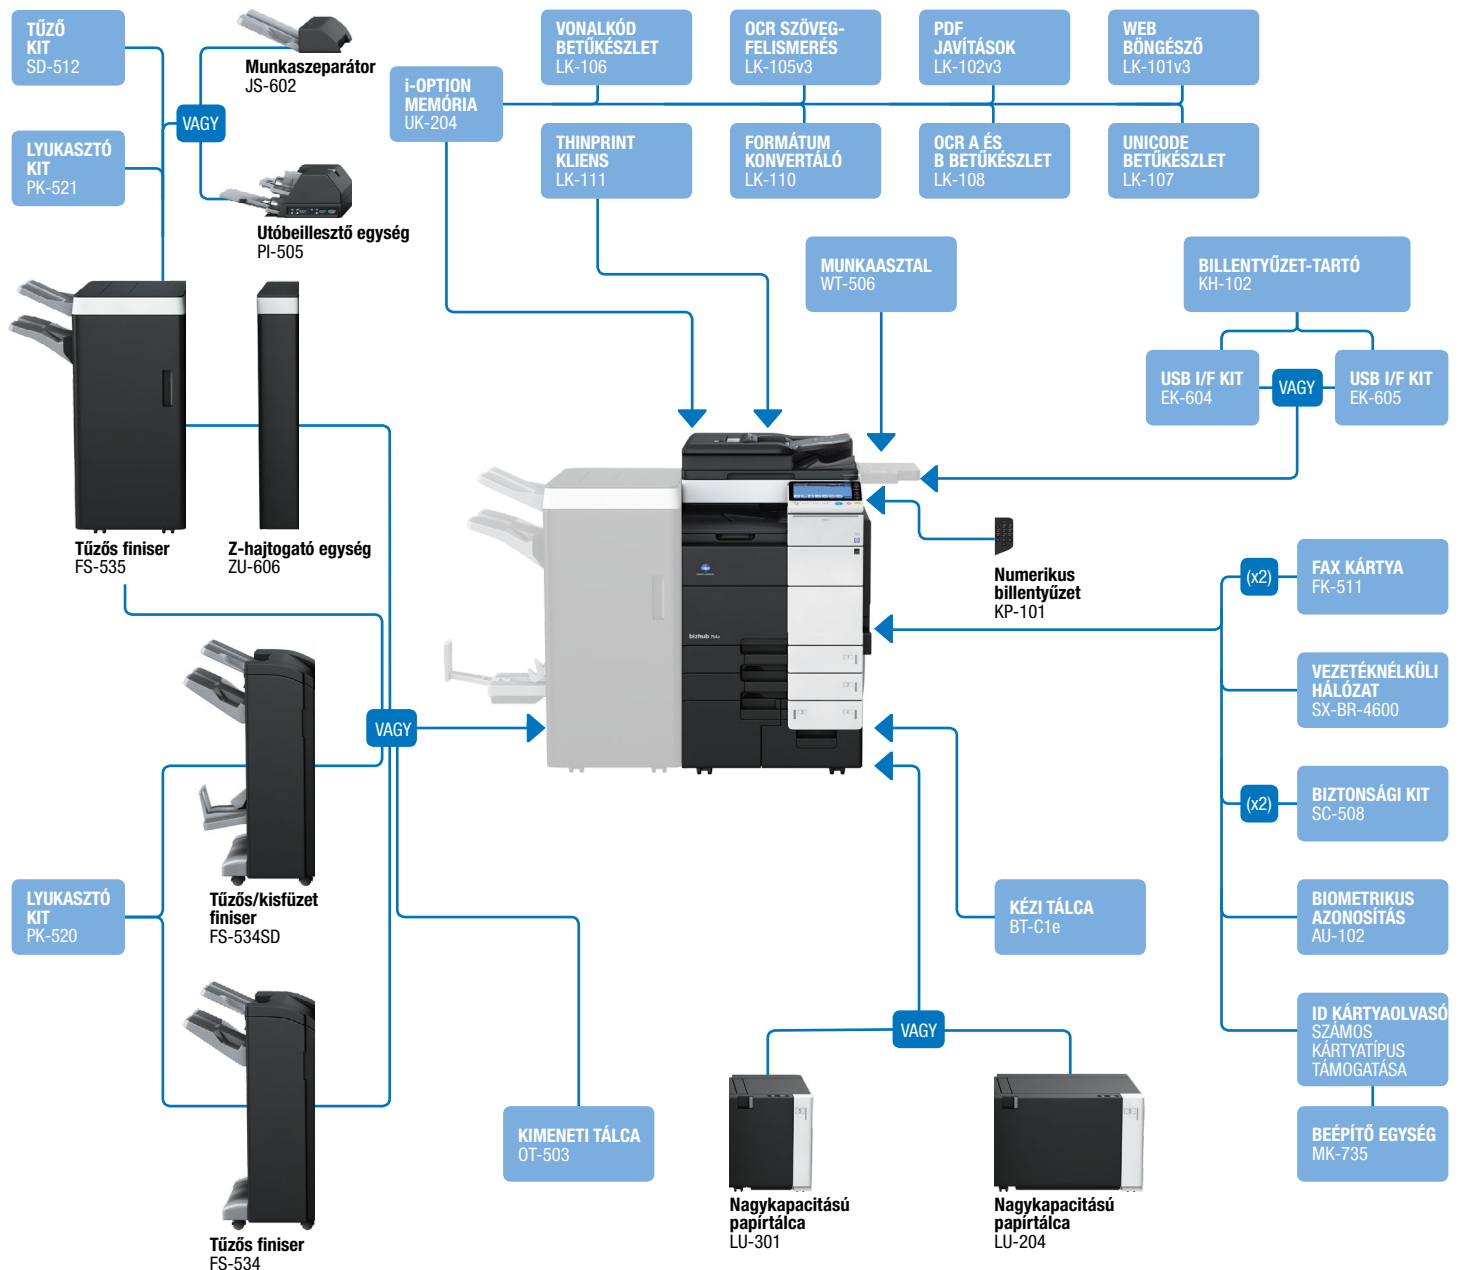 TŰZŐ
KIT
SD-512
Munkaszeparátor
JS-602
VAGY
LYUKASZTÓ
KIT
PK-521
Utóbeillesztő egység
PI-505
i-OPTION
MEMÓRIA
UK-204
VONALKÓD
BETŰKÉSZLET
LK-106
OCR SZÖVEG-
FELISMERÉS
LK-105v3
PDF
JAVÍTÁSOK
LK-102v3
WEB
BÖNGÉSZŐ
LK-101v3
THINPRINT
KLIENS
LK-111
FORMÁTUM
KONVERTÁLÓ
LK-110
OCR A ÉS
B BETŰKÉSZLET
LK-108
UNICODE
BETŰKÉSZLET
LK-107
MUNKAASZTAL
WT-506
BILLENTYŰZET-TARTÓ
KH-102
USB I/F KIT
EK-604
VAGY
USB I/F KIT
EK-605
Tűzős finiser
FS-535
Z-hajtogató egység
ZU-606
Numerikus
billentyűzet
KP-101
bizhub 754e
(x2)
FAX KÁRTYA
FK-511
VEZETÉKNÉLKÜLI
HÁLÓZAT
SX-BR-4600
VAGY
(x2)
BIZTONSÁGI KIT
SC-508
LYUKASZTÓ
KIT
PK-520
Tűzős/kisfüzet
finiser
FS-534SD
KÉZI TÁLCA
BT-C1e
BIOMETRIKUS
AZONOSÍTÁS
AU-102
VAGY
ID KÁRTYAOLVASÓ
SZÁMOS
KÁRTYATÍPUS
TÁMOGATÁSA
KIMENETI TÁLCA
OT-503
BEÉPÍTŐ EGYSÉG
MK-735
Nagykapacitású
papírtálca
LU-301
Nagykapacitású
papírtálca
LU-204
Tűzős finiser
FS-534